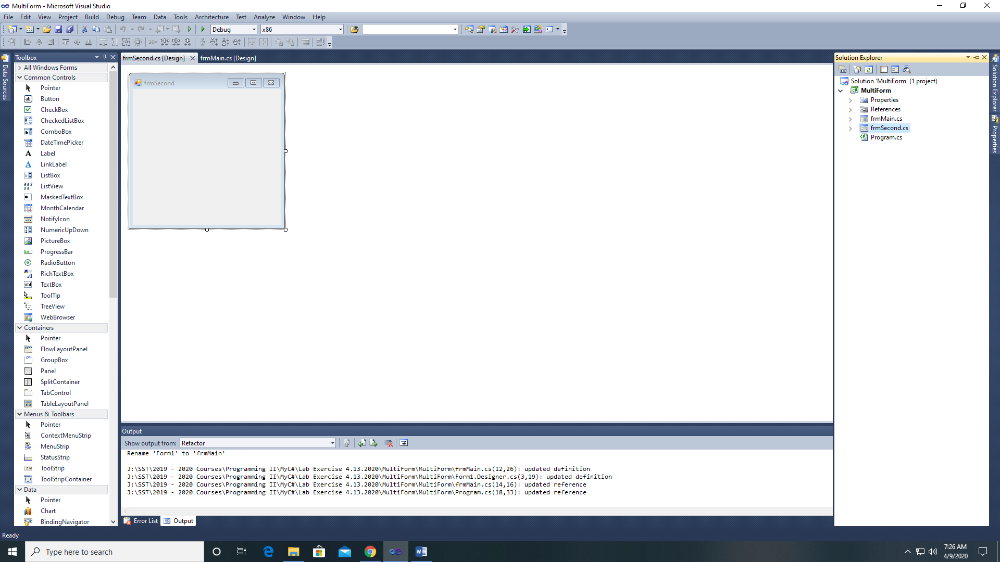 MultiForm - Microsoft Visual Studio
File Edit View Project Build Debug Team Data Tools Architecture Test Analyze Window Help
Debug x86
Data Sources
Toolbox
All Windows Forms
Common Controls
Pointer
Button
CheckBox
CheckedListBox
ComboBox
DateTimePicker
Label
LinkLabel
ListBox
ListView
MaskedTextBox
MonthCalendar
NotifyIcon
NumericUpDown
PictureBox
ProgressBar
RadioButton
RichTextBox
TextBox
ToolTip
TreeView
WebBrowser
Containers
Pointer
FlowLayoutPanel
GroupBox
Panel
SplitContainer
TabControl
TableLayoutPanel
Menus & Toolbars
Pointer
ContextMenuStrip
MenuStrip
StatusStrip
ToolStrip
ToolStripContainer
Data
Pointer
Chart
BindingNavigator
frmSecond.cs [Design] frmMain.cs [Design]
frmSecond
Output
Show output from: Refactor
Rename 'Form1' to 'frmMain'
J:\SST\2019 - 2020 Courses\Programming II\MyC#\Lab Exercise 4.13.2020\MultiForm\MultiForm\frmMain.cs(12,26): updated definition
J:\SST\2019 - 2020 Courses\Programming II\MyC#\Lab Exercise 4.13.2020\MultiForm\MultiForm\Form1.Designer.cs(3,19): updated definition
J:\SST\2019 - 2020 Courses\Programming II\MyC#\Lab Exercise 4.13.2020\MultiForm\MultiForm\frmMain.cs(14,16): updated reference
J:\SST\2019 - 2020 Courses\Programming II\MyC#\Lab Exercise 4.13.2020\MultiForm\MultiForm\Program.cs(18,33): updated reference
Error List Output
Solution Explorer
Solution 'MultiForm' (1 project)
MultiForm
Properties
References
frmMain.cs
frmSecond.cs
Program.cs
Solution Explorer
Properties
Ready
Type here to search
7:26 AM
4/9/2020